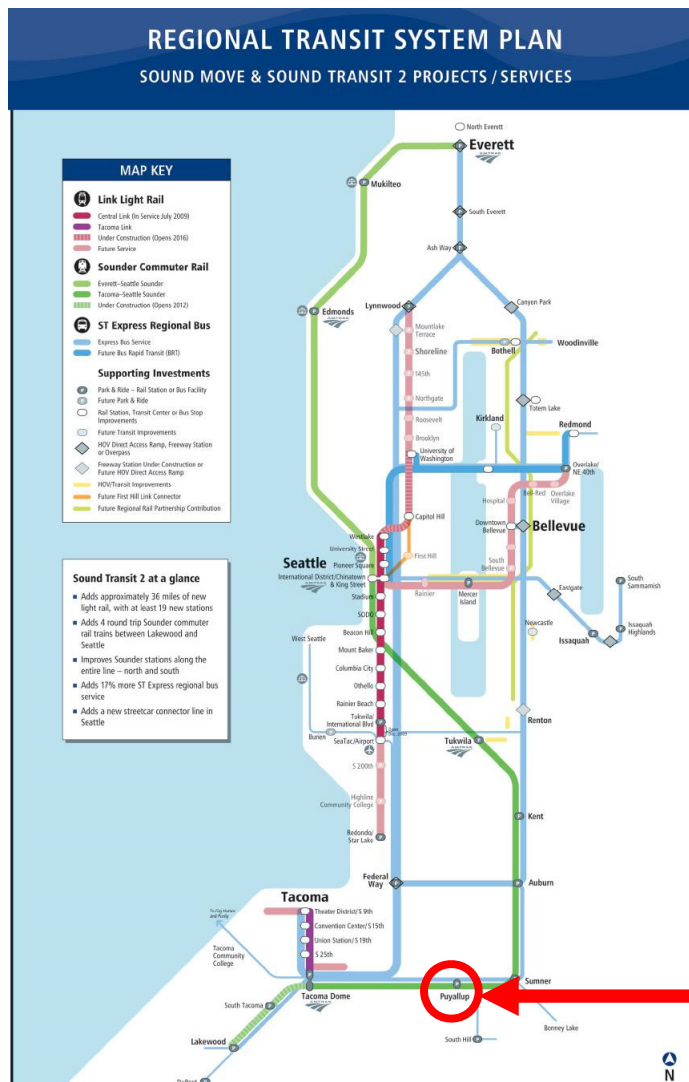 REGIONAL TRANSIT SYSTEM PLAN
SOUND MOVE & SOUND TRANSIT 2 PROJECTS / SERVICES
MAP KEY
Link Light Rail
Central Link (In Service July 2009)
Tacoma Link
Under Construction (Opens 2016)
Future Service
Sounder Commuter Rail
Everett–Seattle Sounder
Tacoma–Seattle Sounder
Under Construction (Opens 2012)
ST Express Regional Bus
Express Bus Service
Future Bus Rapid Transit (BRT)
Supporting Investments
Park & Ride – Rail Station or Bus Facility
Future Park & Ride
Rail Station, Transit Center or Bus Stop
Improvements
Future Transit Improvements
HOV Direct Access Ramp, Freeway Station
or Overpass
Freeway Station Under Construction or
Future HOV Direct Access Ramp
HOV/Transit Improvements
Future First Hill Link Connector
Future Regional Rail Partnership Contribution
Sound Transit 2 at a glance
Adds approximately 36 miles of new
light rail, with at least 19 new stations
Adds 4 round trip Sounder commuter
rail trains between Lakewood and
Seattle
Improves Sounder stations along the
entire line – north and south
Adds 17% more ST Express regional bus
service
Adds a new streetcar connector line in
Seattle
North Everett
Everett
Mukilteo
South Everett
Ash Way
Canyon Park
Lynnwood
Edmonds
Mountlake
Terrace
Shoreline
145th
Northgate
Roosevelt
Brooklyn
Bothell
Woodinville
Totem Lake
Kirkland
Redmond
University of
Washington
Overlake/
NE 40th
Bel-Red
Overlake
Village
Hospital
Capitol Hill
Downtown
Bellevue
Bellevue
Westlake
University Street
Pioneer Square
Seattle
International District/Chinatown
& King Street
First Hill
South
Bellevue
Rainier
Mercer
Island
Eastgate
South
Sammamish
Issaquah
Issaquah
Highlands
Stadium
SODO
Beacon Hill
Mount Baker
Columbia City
Othello
Rainier Beach
Tukwila/
International Blvd
SeaTac/Airport
West Seattle
Burien
Newcastle
Renton
Tukwila
S 200th
Highline
Community College
Redondo/
Star Lake
Kent
Federal
Way
Auburn
Tacoma
Theater District/S 9th
Convention Center/S 15th
Union Station/S 19th
S 25th
Tacoma
Community
College
Tacoma Dome
Puyallup
Sumner
South Tacoma
Bonney Lake
Lakewood
South Hill
DuPont
N